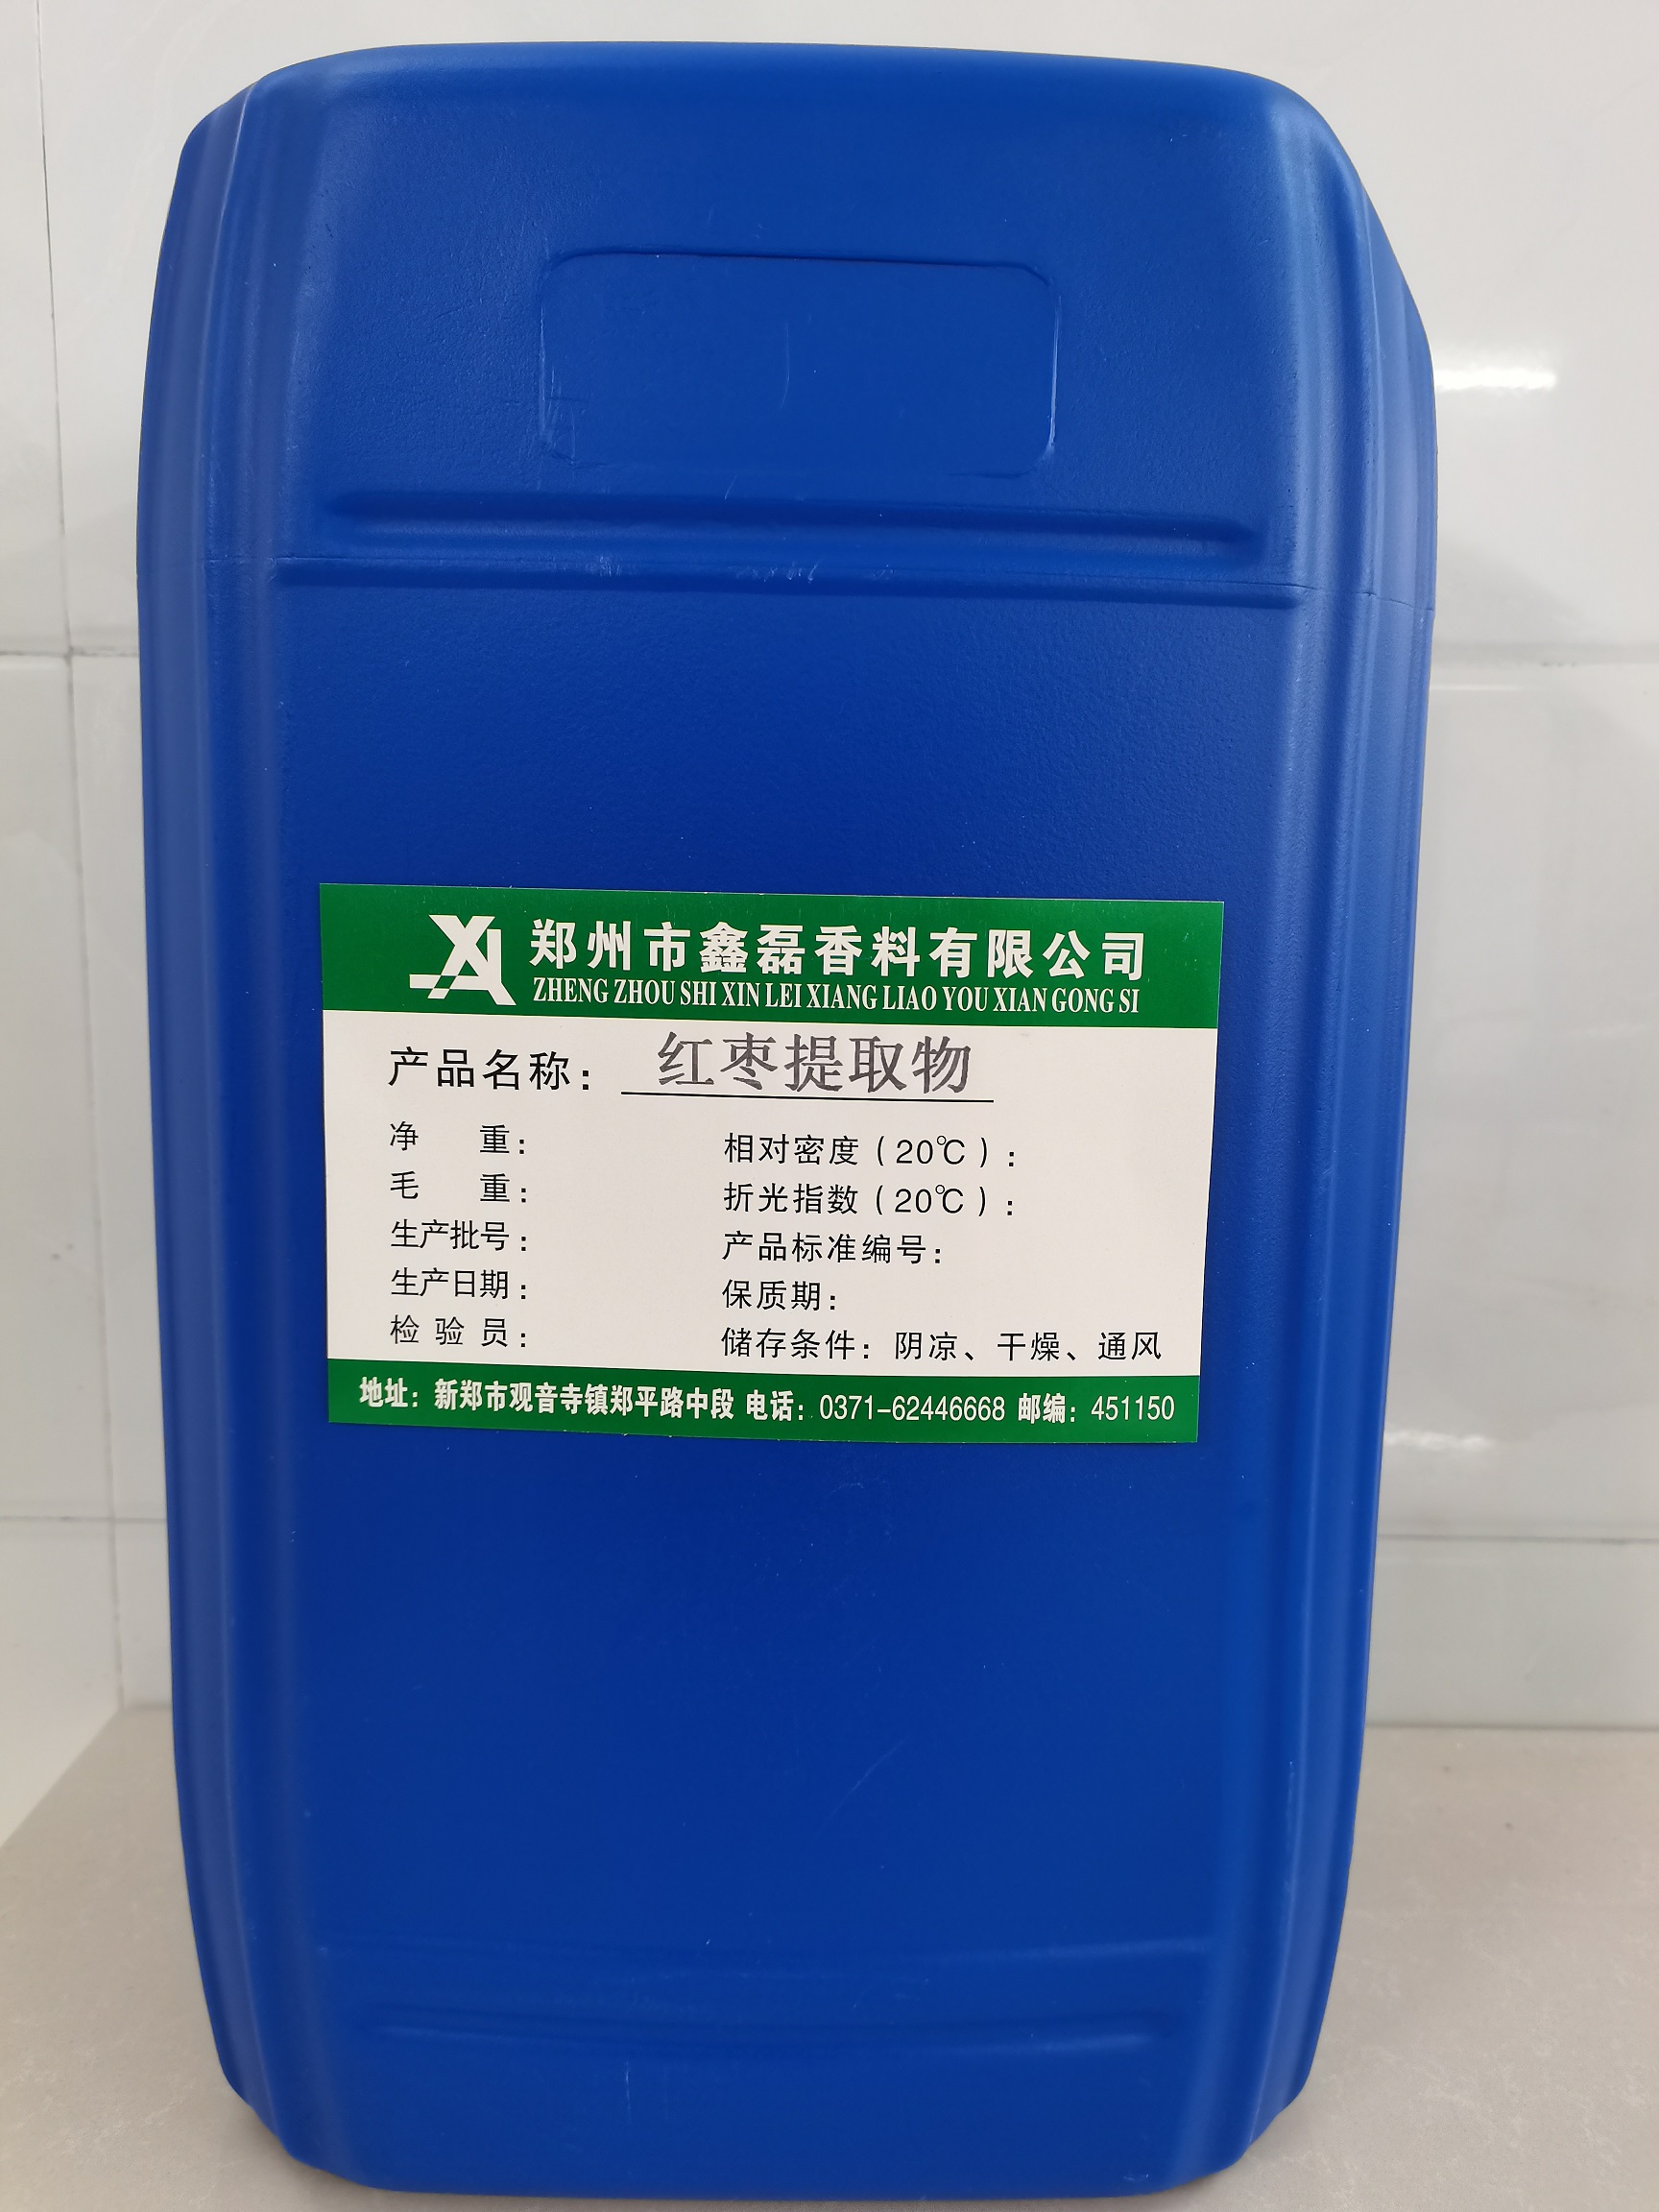 XL 郑州市鑫磊香料有限公司
ZHENG ZHOU SHI XIN LEI XIANG LIAO YOU XIAN GONG SI
产品名称：红枣提取物
净 重：
相对密度（20℃）：
毛 重：
折光指数（20℃）：
生产批号：
产品标准编号：
生产日期：
保质期：
检 验 员：
储存条件：阴凉、干燥、通风
地址：新郑市观音寺镇郑平路中段 电话：0371-62446668 邮编：451150